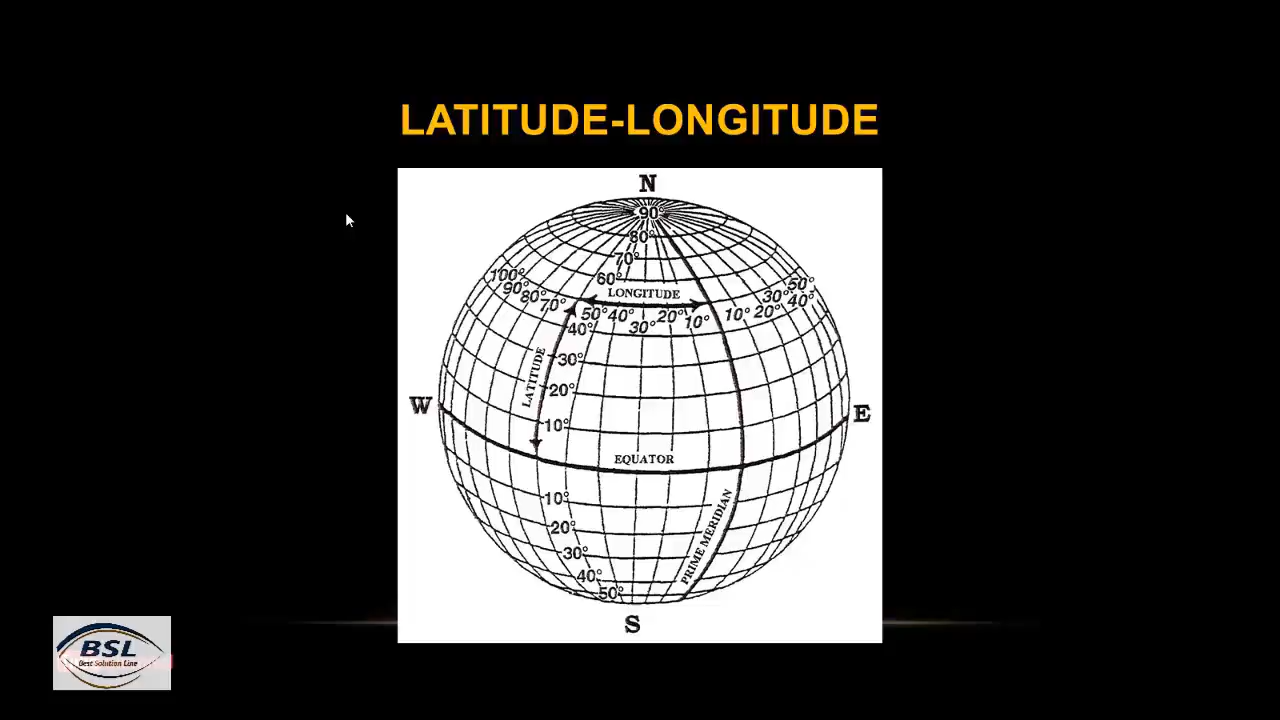 LATITUDE-LONGITUDE
N
90°
80°
70°
60°
100° 90° 80° 70°
LONGITUDE
50° 40° 30° 20° 10°
10° 20° 30° 40° 50°
40°
30°
20°
10°
LATITUDE
W
E
EQUATOR
10°
20°
30°
40°
50°
PRIME MERIDIAN
S
BSL
Best Solution Line